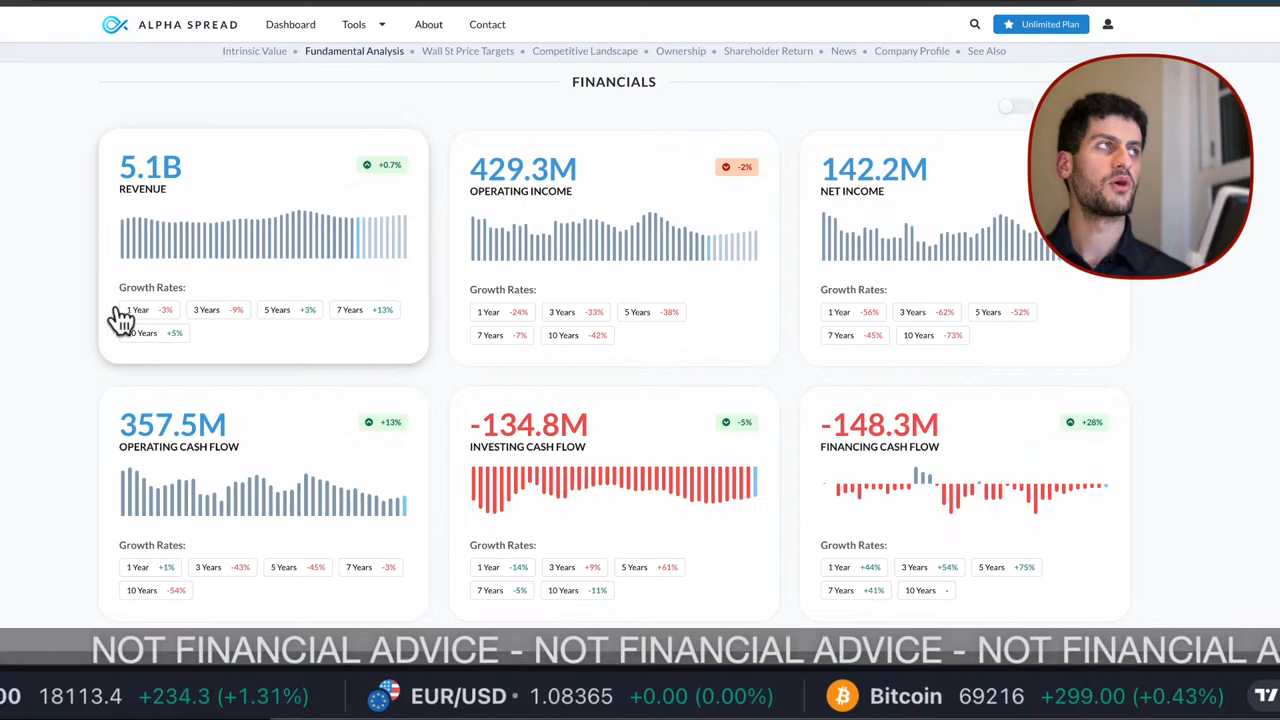 ALPHA SPREAD Dashboard Tools About Contact Unlimited Plan
Intrinsic Value • Fundamental Analysis • Wall St Price Targets • Competitive Landscape • Ownership • Shareholder Return • News • Company Profile • See Also
FINANCIALS
5.1B +0.7%
REVENUE
Growth Rates:
1 Year -3% 3 Years -9% 5 Years +3% 7 Years +13%
Years +5%
429.3M -2%
OPERATING INCOME
Growth Rates:
1 Year -24% 3 Years -33% 5 Years -38%
7 Years -7% 10 Years -42%
142.2M
NET INCOME
Growth Rates:
1 Year -56% 3 Years -62% 5 Years -52%
7 Years -45% 10 Years -73%
357.5M +13%
OPERATING CASH FLOW
Growth Rates:
1 Year +1% 3 Years -43% 5 Years -45% 7 Years -3%
10 Years -54%
-134.8M -5%
INVESTING CASH FLOW
Growth Rates:
1 Year -14% 3 Years +9% 5 Years +61%
7 Years -5% 10 Years -11%
-148.3M +28%
FINANCING CASH FLOW
Growth Rates:
1 Year +44% 3 Years +54% 5 Years +75%
7 Years +41% 10 Years -
NOT FINANCIAL ADVICE - NOT FINANCIAL ADVICE - NOT FINANCIAL A
00 18113.4 +234.3 (+1.31%) EUR/USD • 1.08365 +0.00 (0.00%) Bitcoin 69216 +299.00 (+0.43%)